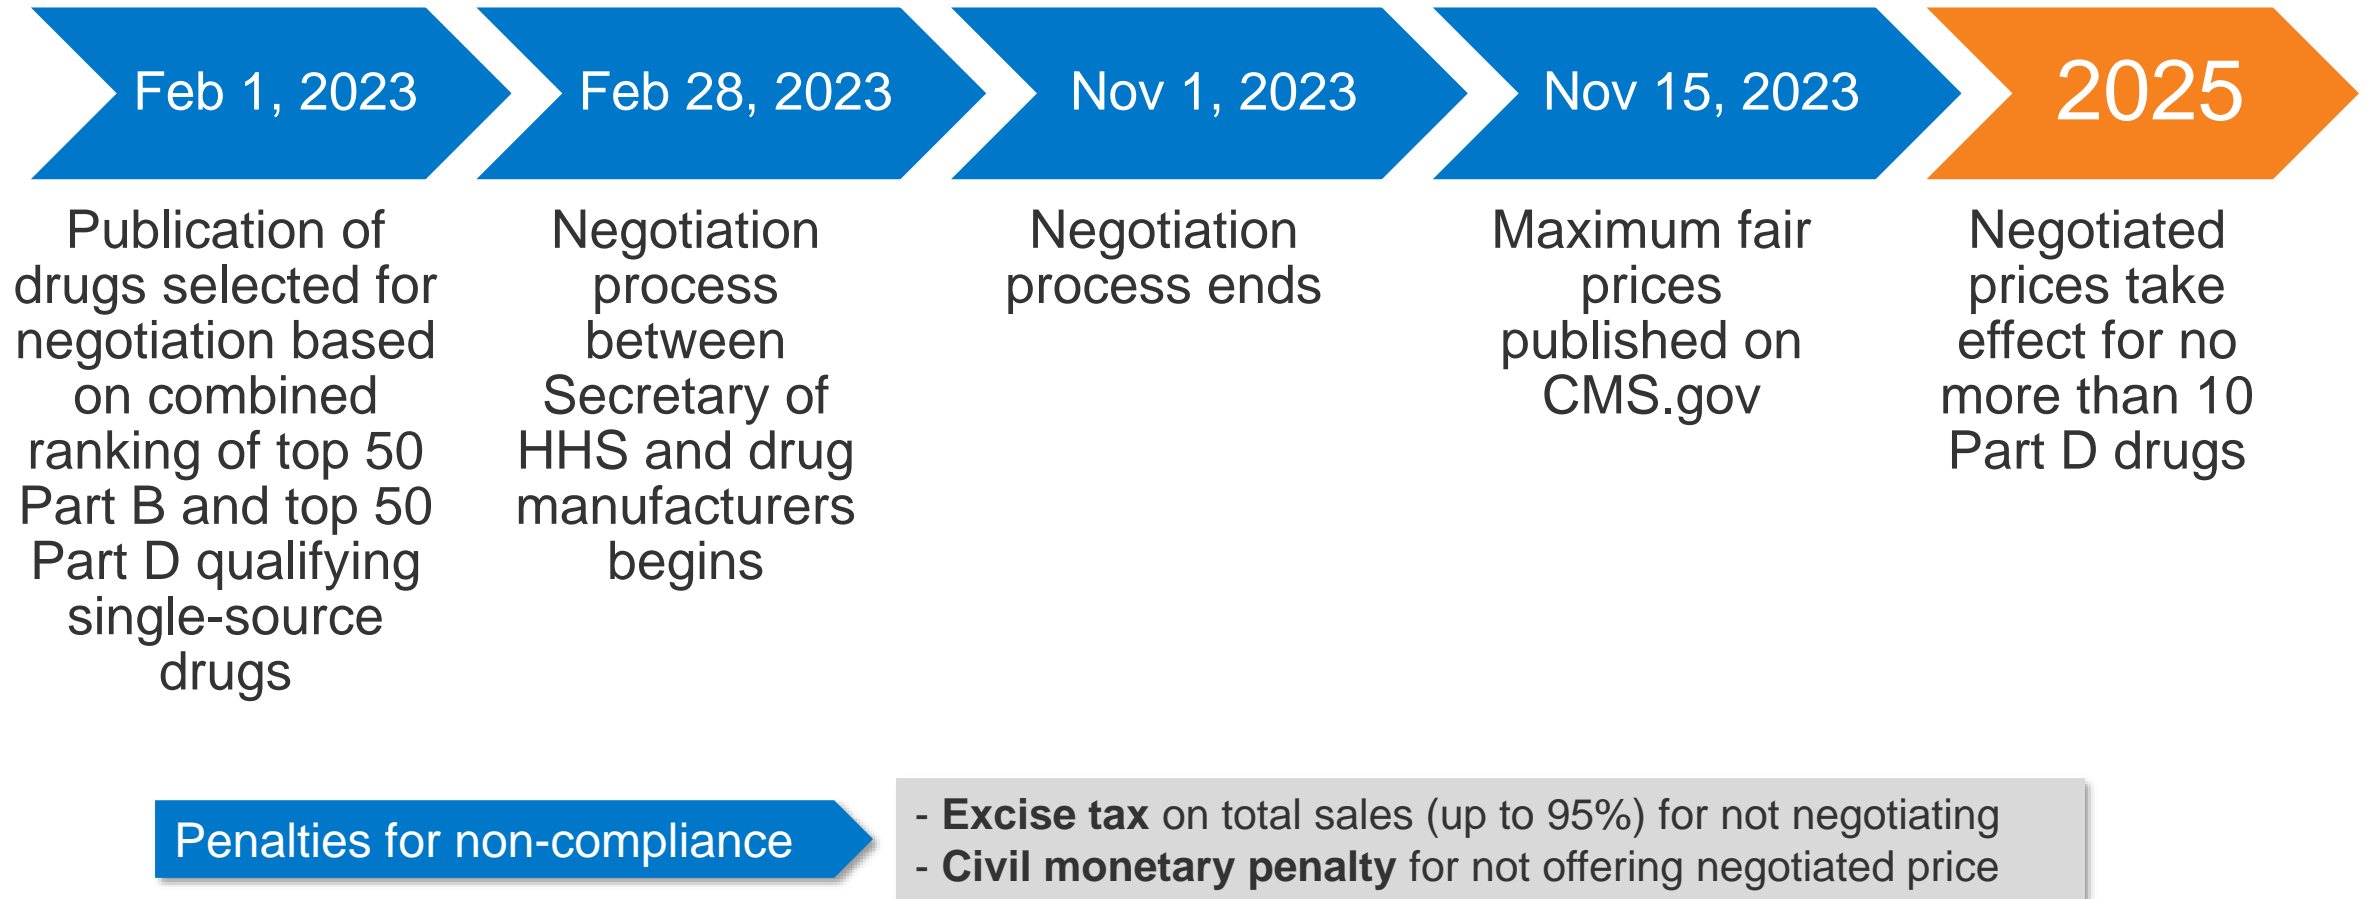 Feb 1, 2023
Publication of
drugs selected for
negotiation based
on combined
ranking of top 50
Part B and top 50
Part D qualifying
single-source
drugs
Feb 28, 2023
Negotiation
process
between
Secretary of
HHS and drug
manufacturers
begins
Nov 1, 2023
Negotiation
process ends
Nov 15, 2023
Maximum fair
prices
published on
CMS.gov
2025
Negotiated
prices take
effect for no
more than 10
Part D drugs
Penalties for non-compliance
- Excise tax on total sales (up to 95%) for not negotiating
- Civil monetary penalty for not offering negotiated price